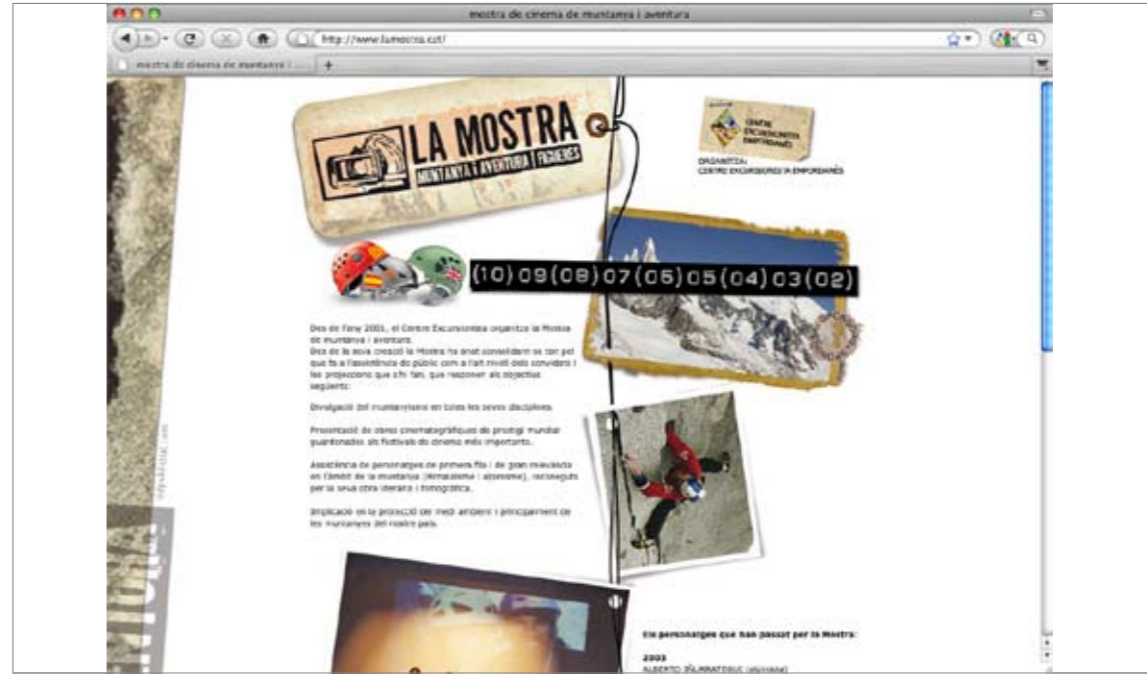 mostra de cinema de muntanya i aventura
http://www.lamostra.cat/
mostra de cinema de muntanya i ...
LA MOSTRA
MUNTANYA I AVENTURA | FIGUERES
CENTRE
EXCURSIONISTA
EMPORDANÈS
ORGANITZA:
CENTRE EXCURSIONISTA EMPORDANÈS
(10)09(08)07(06)05(04)03(02)
Des de l'any 2001, el Centre Excursionista organitza la Mostra
de muntanya i aventura.
Des de la seva creació la Mostra ha anat consolidant-se tan pel
que fa a l'assistència de públic com a l'alt nivell dels convidats i
les projeccions que s'hi fan, que responen als objectius
següents:
Divulgació del muntanyisme en totes les seves disciplines.
Presentació de obres cinematogràfiques de prestigi mundial
guardonades als festivals de cinema més importants.
Assistència de personatges de primera fila i de gran rellevància
en l'àmbit de la muntanya (himalaisme i alpinisme), reconeguts
per la seva obra literària i fotogràfica.
Implicació en la protecció del medi ambient i principalment de
les muntanyes del nostre país.
Els personatges que han passat per la Mostra:
2003
ALBERTO IÑURRATEGUI (alpinista)